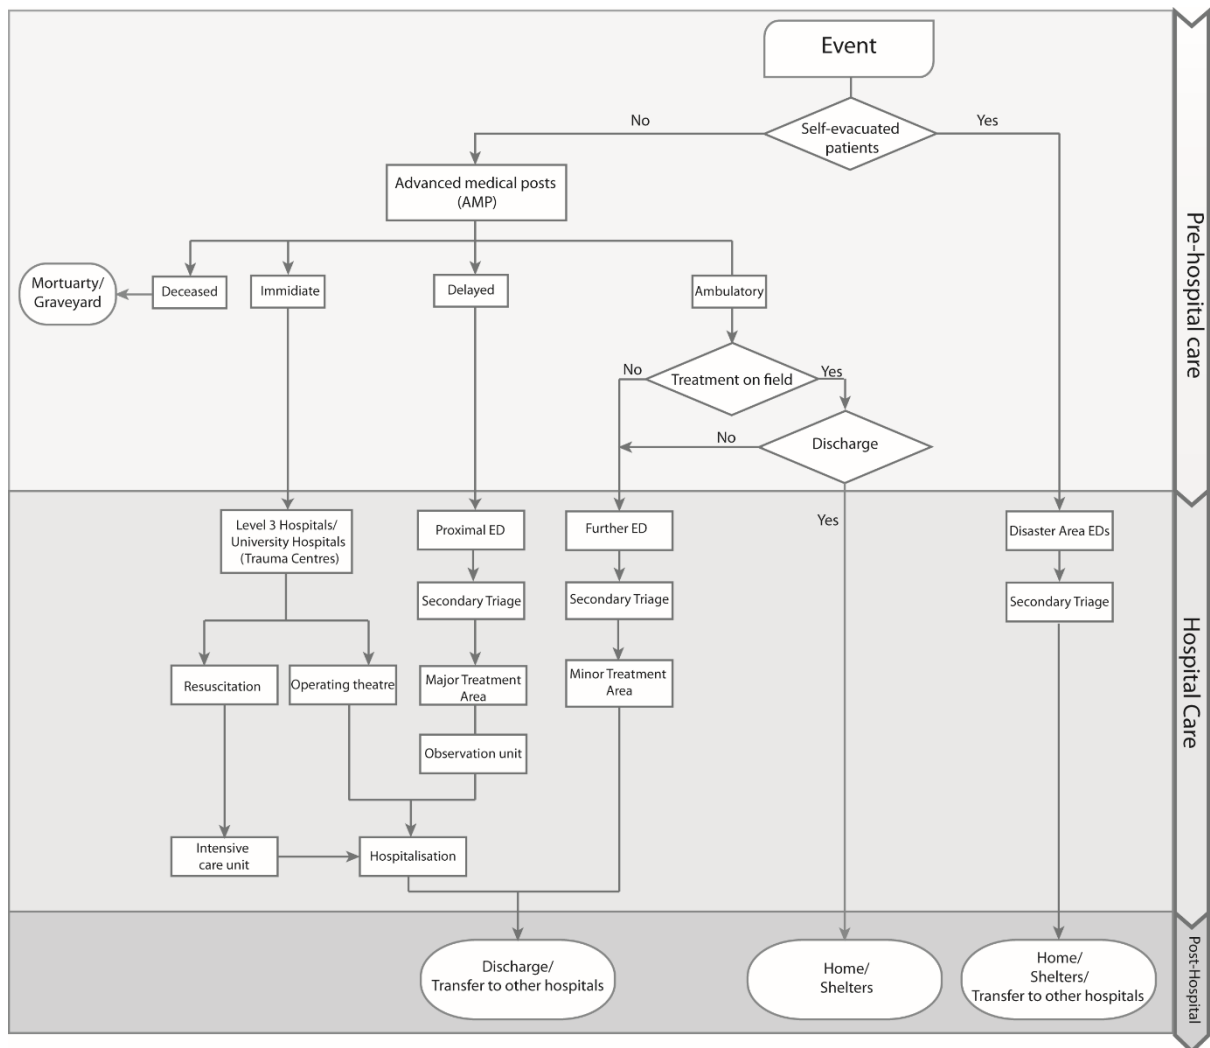 Event
No
Self-evacuated
patients
Yes
Advanced medical posts
(AMP)
Mortuarty/
Graveyard
Deceased
Immidiate
Delayed
Ambulatory
No
Treatment on field
Yes
No
Discharge
Pre-hospital care
Level 3 Hospitals/
University Hospitals
(Trauma Centres)
Proximal ED
Further ED
Yes
Disaster Area EDs
Secondary Triage
Secondary Triage
Secondary Triage
Resuscitation
Operating theatre
Major Treatment
Area
Minor Treatment
Area
Observation unit
Intensive
care unit
Hospitalisation
Hospital Care
Discharge/
Transfer to other hospitals
Home/
Shelters
Home/
Shelters/
Transfer to other hospitals
Post-Hospital